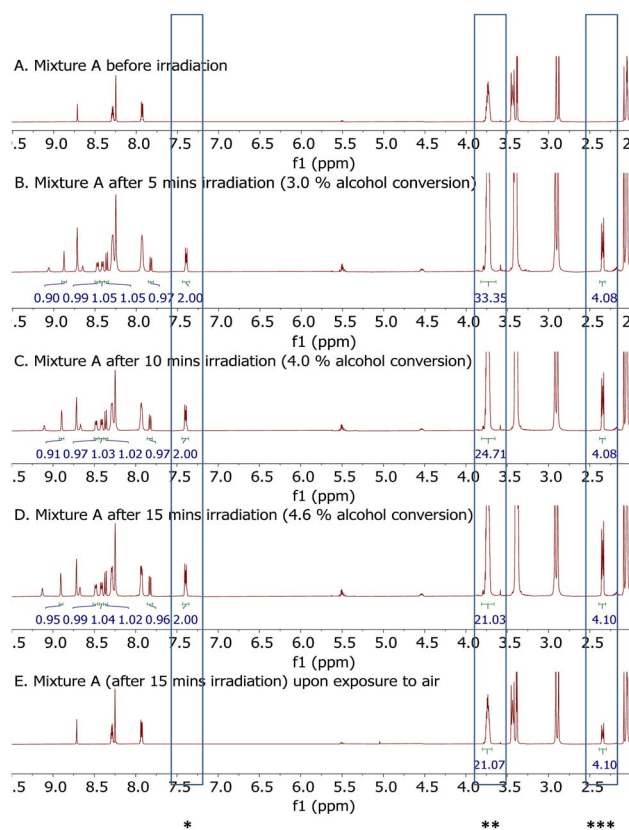 A. Mixture A before irradiation
.5 9.0 8.5 8.0 7.5 7.0 6.5 6.0 5.5 5.0 4.5 4.0 3.5 3.0 2.5 2.
f1 (ppm)
B. Mixture A after 5 mins irradiation (3.0 % alcohol conversion)
0.90 0.99 1.05 1.05 0.97 2.00 33.35 4.08
.5 9.0 8.5 8.0 7.5 7.0 6.5 6.0 5.5 5.0 4.5 4.0 3.5 3.0 2.5 2.
f1 (ppm)
C. Mixture A after 10 mins irradiation (4.0 % alcohol conversion)
0.91 0.97 1.03 1.02 0.97 2.00 24.71 4.08
.5 9.0 8.5 8.0 7.5 7.0 6.5 6.0 5.5 5.0 4.5 4.0 3.5 3.0 2.5 2.
f1 (ppm)
D. Mixture A after 15 mins irradiation (4.6 % alcohol conversion)
0.95 0.99 1.04 1.02 0.96 2.00 21.03 4.10
.5 9.0 8.5 8.0 7.5 7.0 6.5 6.0 5.5 5.0 4.5 4.0 3.5 3.0 2.5 2.
f1 (ppm)
E. Mixture A (after 15 mins irradiation) upon exposure to air
21.07 4.10
.5 9.0 8.5 8.0 7.5 7.0 6.5 6.0 5.5 5.0 4.5 4.0 3.5 3.0 2.5 2.
f1 (ppm)
* ** ***